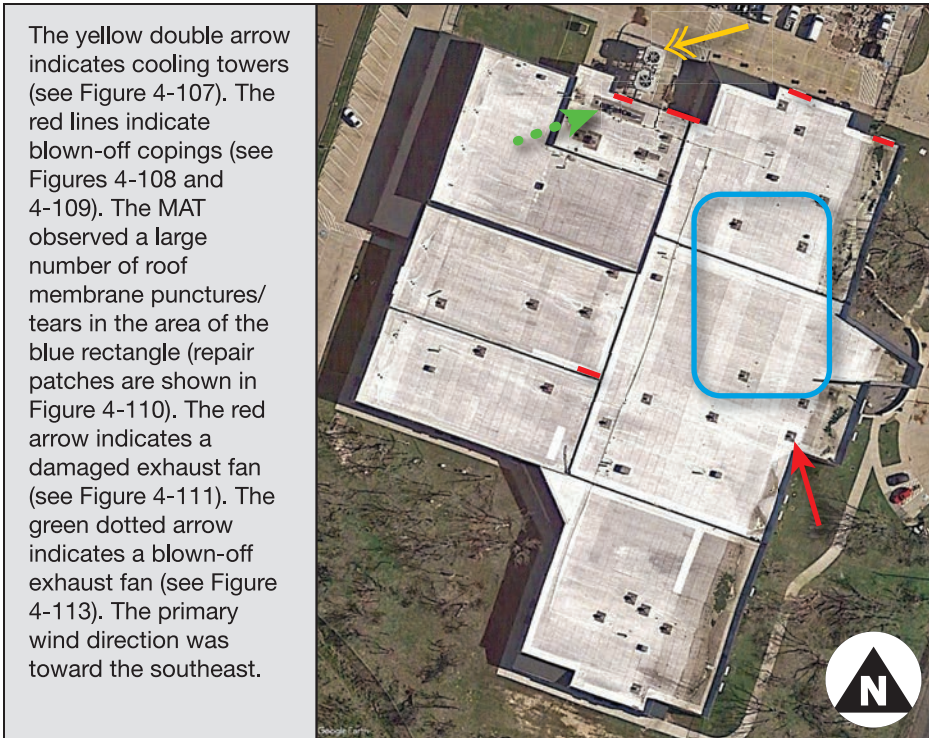 The yellow double arrow
indicates cooling towers
(see Figure 4-107). The
red lines indicate
blown-off copings (see
Figures 4-108 and
4-109). The MAT
observed a large
number of roof
membrane punctures/
tears in the area of the
blue rectangle (repair
patches are shown in
Figure 4-110). The red
arrow indicates a
damaged exhaust fan
(see Figure 4-111). The
green dotted arrow
indicates a blown-off
exhaust fan (see Figure
4-113). The primary
wind direction was
toward the southeast.
Google Earth
N